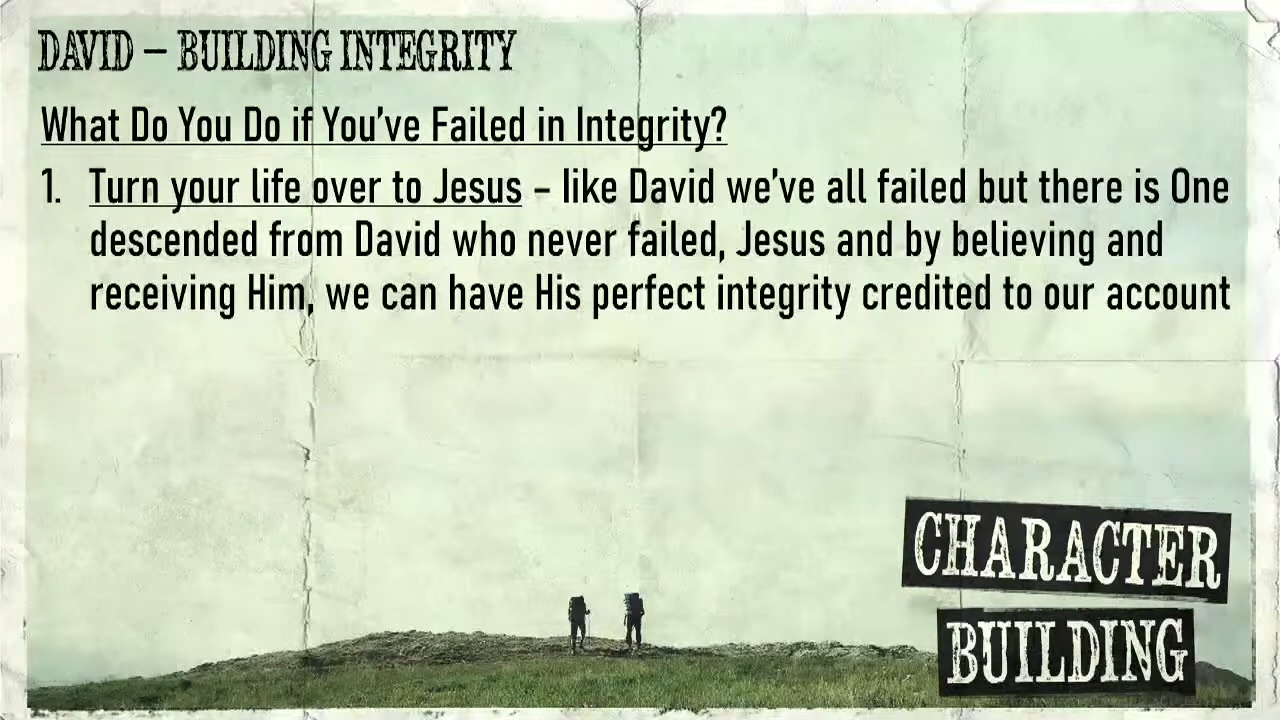 DAVID – BUILDING INTEGRITY
What Do You Do if You've Failed in Integrity?
1. Turn your life over to Jesus – like David we've all failed but there is One
descended from David who never failed, Jesus and by believing and
receiving Him, we can have His perfect integrity credited to our account
CHARACTER
BUILDING